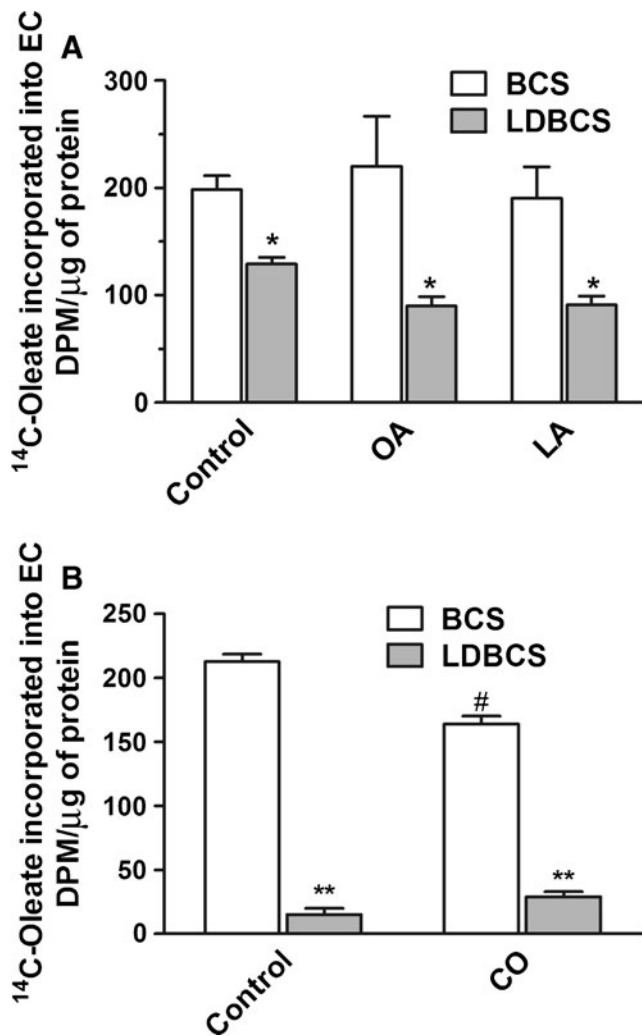 A
¹⁴C-Oleate incorporated into EC
DPM/µg of protein
300
200
100
0
BCS
LDBCS
*
*
*
Control
OA
LA
B
¹⁴C-Oleate incorporated into EC
DPM/µg of protein
250
200
150
100
50
0
BCS
LDBCS
#
**
**
Control
CO